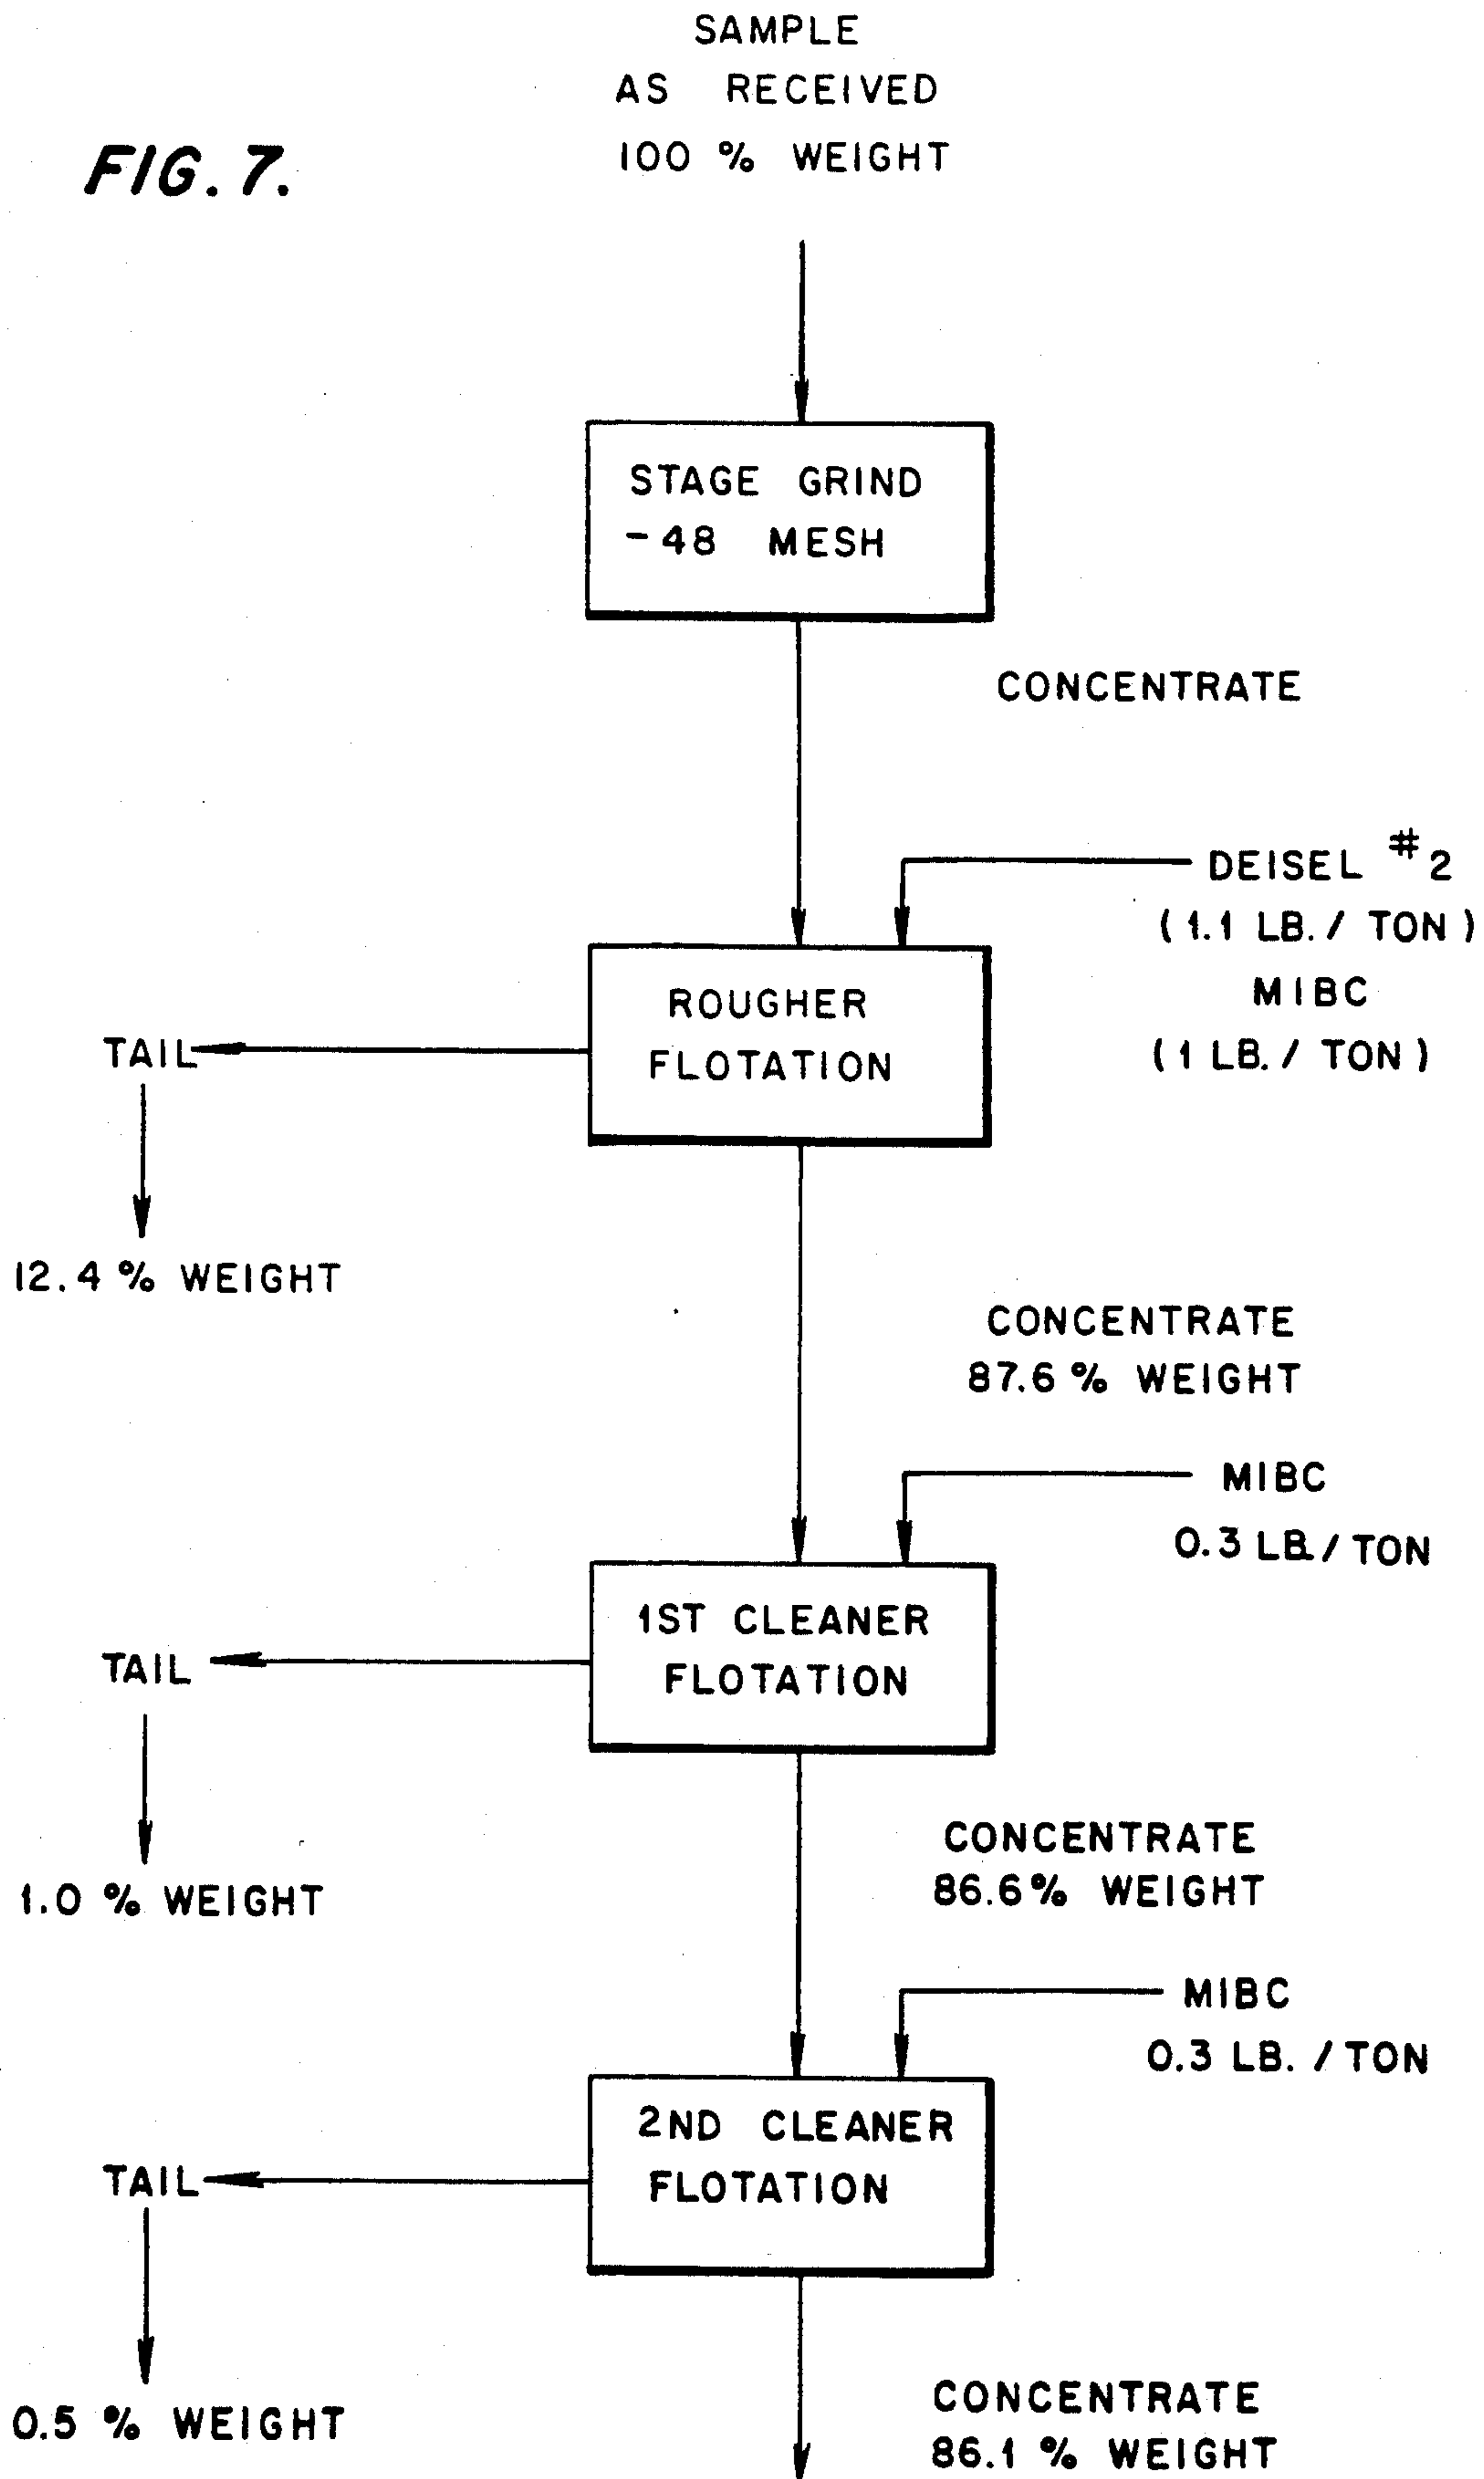 SAMPLE
AS RECEIVED
100 % WEIGHT
FIG. 7.
STAGE GRIND
-48 MESH
CONCENTRATE
DEISEL #2
(1.1 LB. / TON)
MIBC
(1 LB. / TON)
ROUGHER
FLOTATION
TAIL
12.4 % WEIGHT
CONCENTRATE
87.6 % WEIGHT
MIBC
0.3 LB. / TON
1ST CLEANER
FLOTATION
TAIL
1.0 % WEIGHT
CONCENTRATE
86.6% WEIGHT
MIBC
0.3 LB. / TON
2ND CLEANER
FLOTATION
TAIL
0.5 % WEIGHT
CONCENTRATE
86.1 % WEIGHT